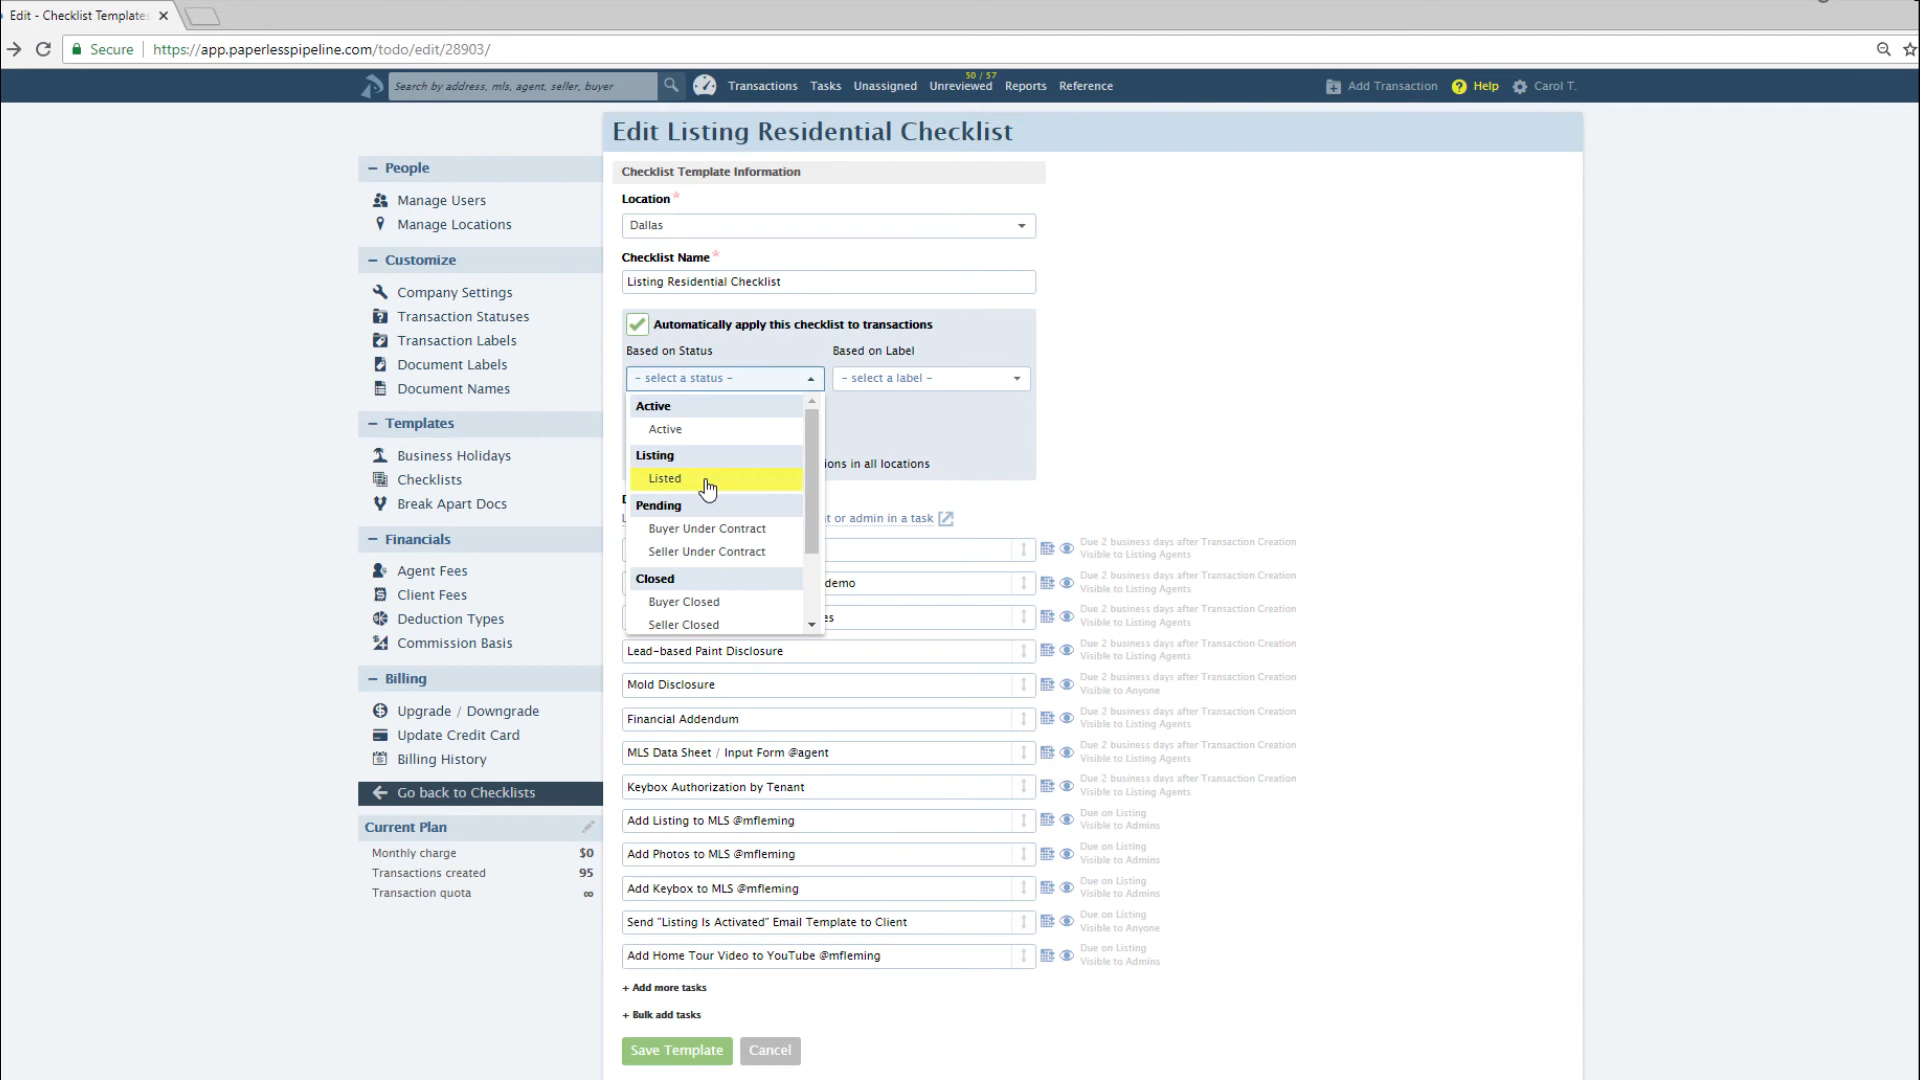 Edit - Checklist Template
Secure https://app.paperlesspipeline.com/todo/edit/28903/
Search by address, mls, agent, seller, buyer
Transactions Tasks Unassigned Unreviewed 50 / 57 Reports Reference
Add Transaction Help Carol T.
Edit Listing Residential Checklist
People
Manage Users
Manage Locations
Customize
Company Settings
Transaction Statuses
Transaction Labels
Document Labels
Document Names
Templates
Business Holidays
Checklists
Break Apart Docs
Financials
Agent Fees
Client Fees
Deduction Types
Commission Basis
Billing
Upgrade / Downgrade
Update Credit Card
Billing History
Go back to Checklists
Current Plan
Monthly charge $0
Transactions created 95
Transaction quota ∞
Checklist Template Information
Location *
Dallas
Checklist Name *
Listing Residential Checklist
Automatically apply this checklist to transactions
Based on Status Based on Label
- select a status - - select a label -
Active
Active
Listing
Listed
Pending
Buyer Under Contract
Seller Under Contract
Closed
Buyer Closed
Seller Closed
ions in all locations
t or admin in a task
Due 2 business days after Transaction Creation
Visible to Listing Agents
demo
Due 2 business days after Transaction Creation
Visible to Listing Agents
es
Due 2 business days after Transaction Creation
Visible to Listing Agents
Lead-based Paint Disclosure
Due 2 business days after Transaction Creation
Visible to Listing Agents
Mold Disclosure
Due 2 business days after Transaction Creation
Visible to Anyone
Financial Addendum
Due 2 business days after Transaction Creation
Visible to Listing Agents
MLS Data Sheet / Input Form @agent
Due 2 business days after Transaction Creation
Visible to Listing Agents
Keybox Authorization by Tenant
Due 2 business days after Transaction Creation
Visible to Listing Agents
Add Listing to MLS @mfleming
Due on Listing
Visible to Admins
Add Photos to MLS @mfleming
Due on Listing
Visible to Admins
Add Keybox to MLS @mfleming
Due on Listing
Visible to Admins
Send "Listing Is Activated" Email Template to Client
Due on Listing
Visible to Anyone
Add Home Tour Video to YouTube @mfleming
Due on Listing
Visible to Admins
+ Add more tasks
+ Bulk add tasks
Save Template Cancel